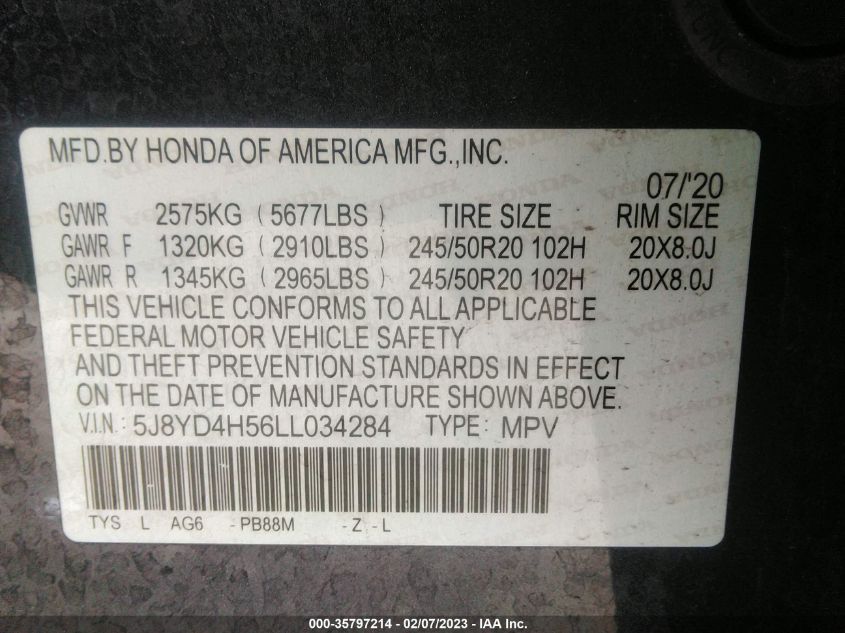 MFD.BY HONDA OF AMERICA MFG.,INC.
07/'20
GVWR 2575KG (5677LBS) TIRE SIZE RIM SIZE
GAWR F 1320KG (2910LBS) 245/50R20 102H 20X8.0J
GAWR R 1345KG (2965LBS) 245/50R20 102H 20X8.0J
THIS VEHICLE CONFORMS TO ALL APPLICABLE
FEDERAL MOTOR VEHICLE SAFETY
AND THEFT PREVENTION STANDARDS IN EFFECT
ON THE DATE OF MANUFACTURE SHOWN ABOVE.
V.I.N.: 5J8YD4H56LL034284 TYPE: MPV
TYS L AG6 -PB88M -Z -L
000-35797214 - 02/07/2023 - IAA Inc.